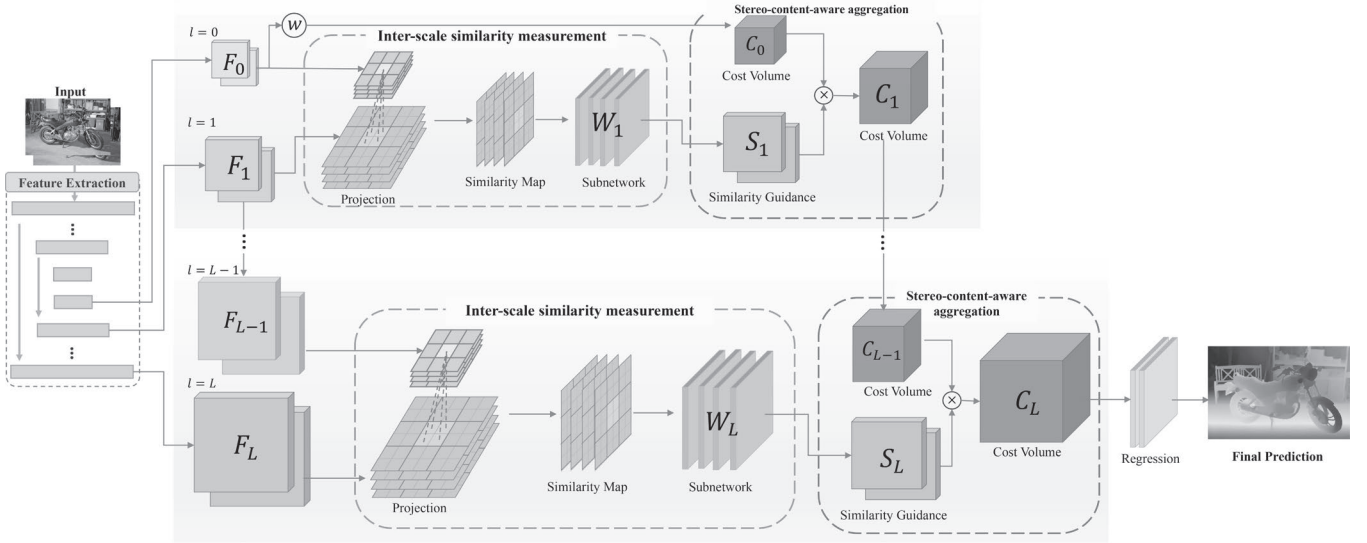 Stereo-content-aware aggregation
l = 0
w
Inter-scale similarity measurement
F0
C0
Cost Volume
C1
Cost Volume
Input
l = 1
Feature Extraction
F1
W1
S1
Projection
Similarity Map
Subnetwork
Similarity Guidance
l = L − 1
FL−1
Inter-scale similarity measurement
Stereo-content-aware
aggregation
CL−1
Cost Volume
l = L
FL
WL
CL
Cost Volume
SL
Projection
Similarity Map
Subnetwork
Similarity Guidance
Regression
Final Prediction